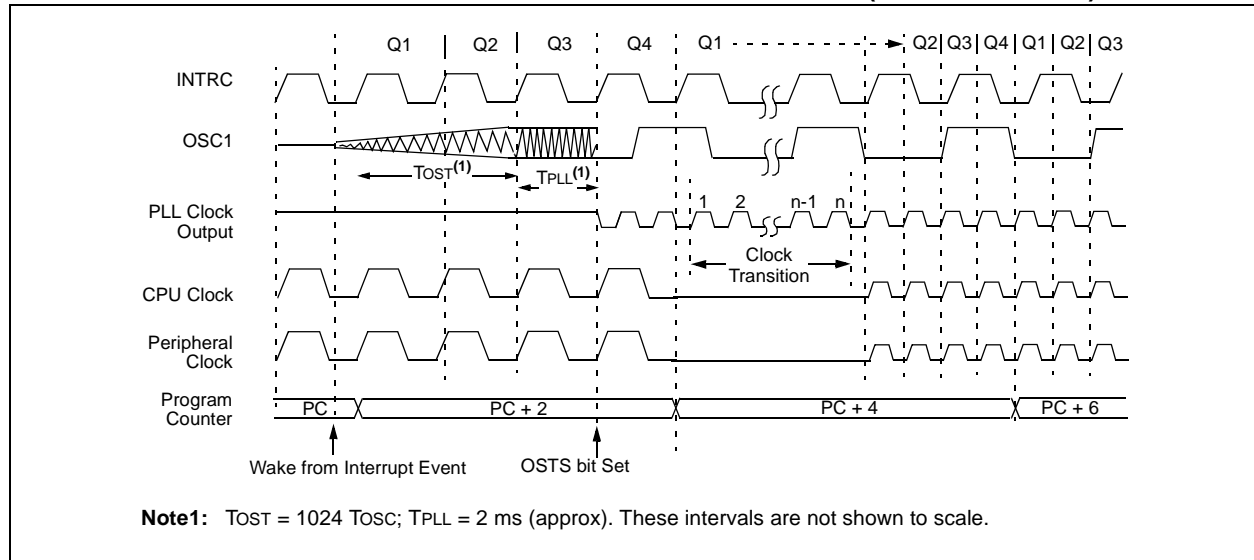 Q1 Q2 Q3 Q4 Q1 Q2 Q3 Q4 Q1 Q2 Q3
INTRC
OSC1
TOST(1) TPLL(1)
PLL Clock
Output
1 2 n-1 n
Clock
Transition
CPU Clock
Peripheral
Clock
Program
Counter
PC PC + 2 PC + 4 PC + 6
Wake from Interrupt Event OSTS bit Set
Note1: TOST = 1024 TOSC; TPLL = 2 ms (approx). These intervals are not shown to scale.